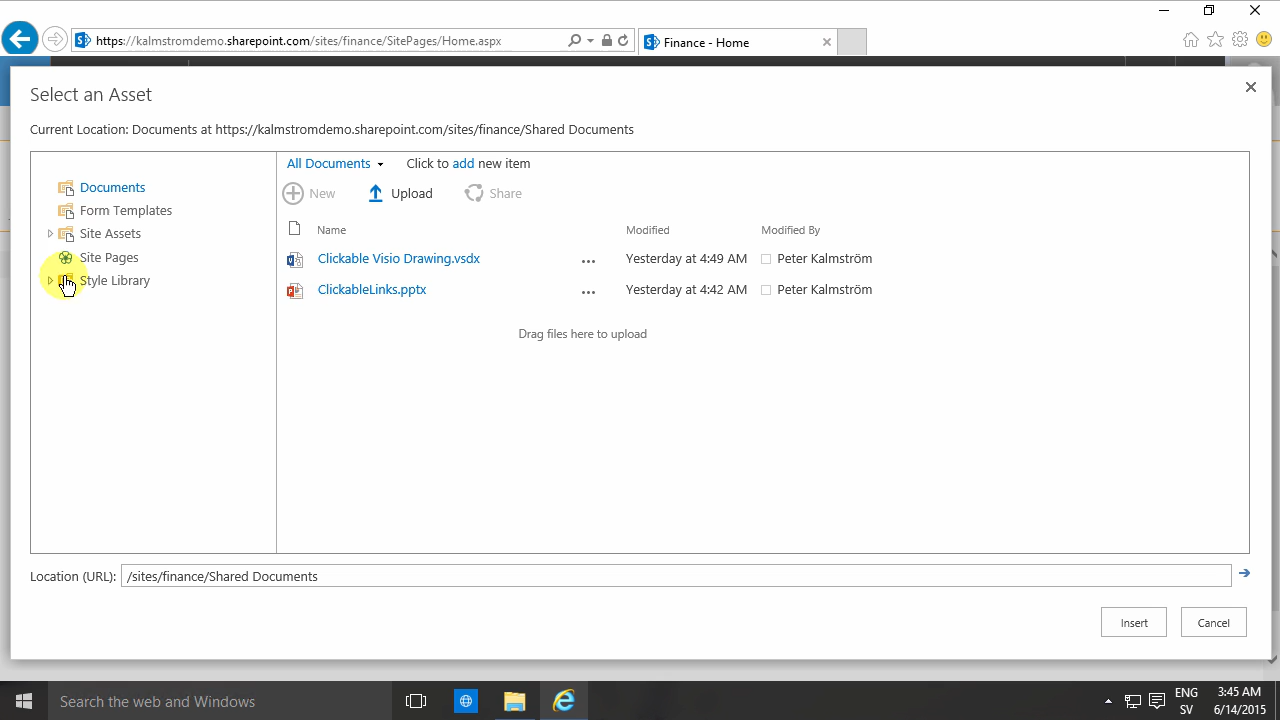 https://kalmstromdemo.sharepoint.com/sites/finance/SitePages/Home.aspx
Finance - Home
Select an Asset
Current Location: Documents at https://kalmstromdemo.sharepoint.com/sites/finance/Shared Documents
Documents
Form Templates
Site Assets
Site Pages
Style Library
All Documents
Click to add new item
New
Upload
Share
Name Modified Modified By
Clickable Visio Drawing.vsdx ... Yesterday at 4:49 AM Peter Kalmström
ClickableLinks.pptx ... Yesterday at 4:42 AM Peter Kalmström
Drag files here to upload
Location (URL): /sites/finance/Shared Documents
Insert
Cancel
Search the web and Windows
ENG
SV
3:45 AM
6/14/2015